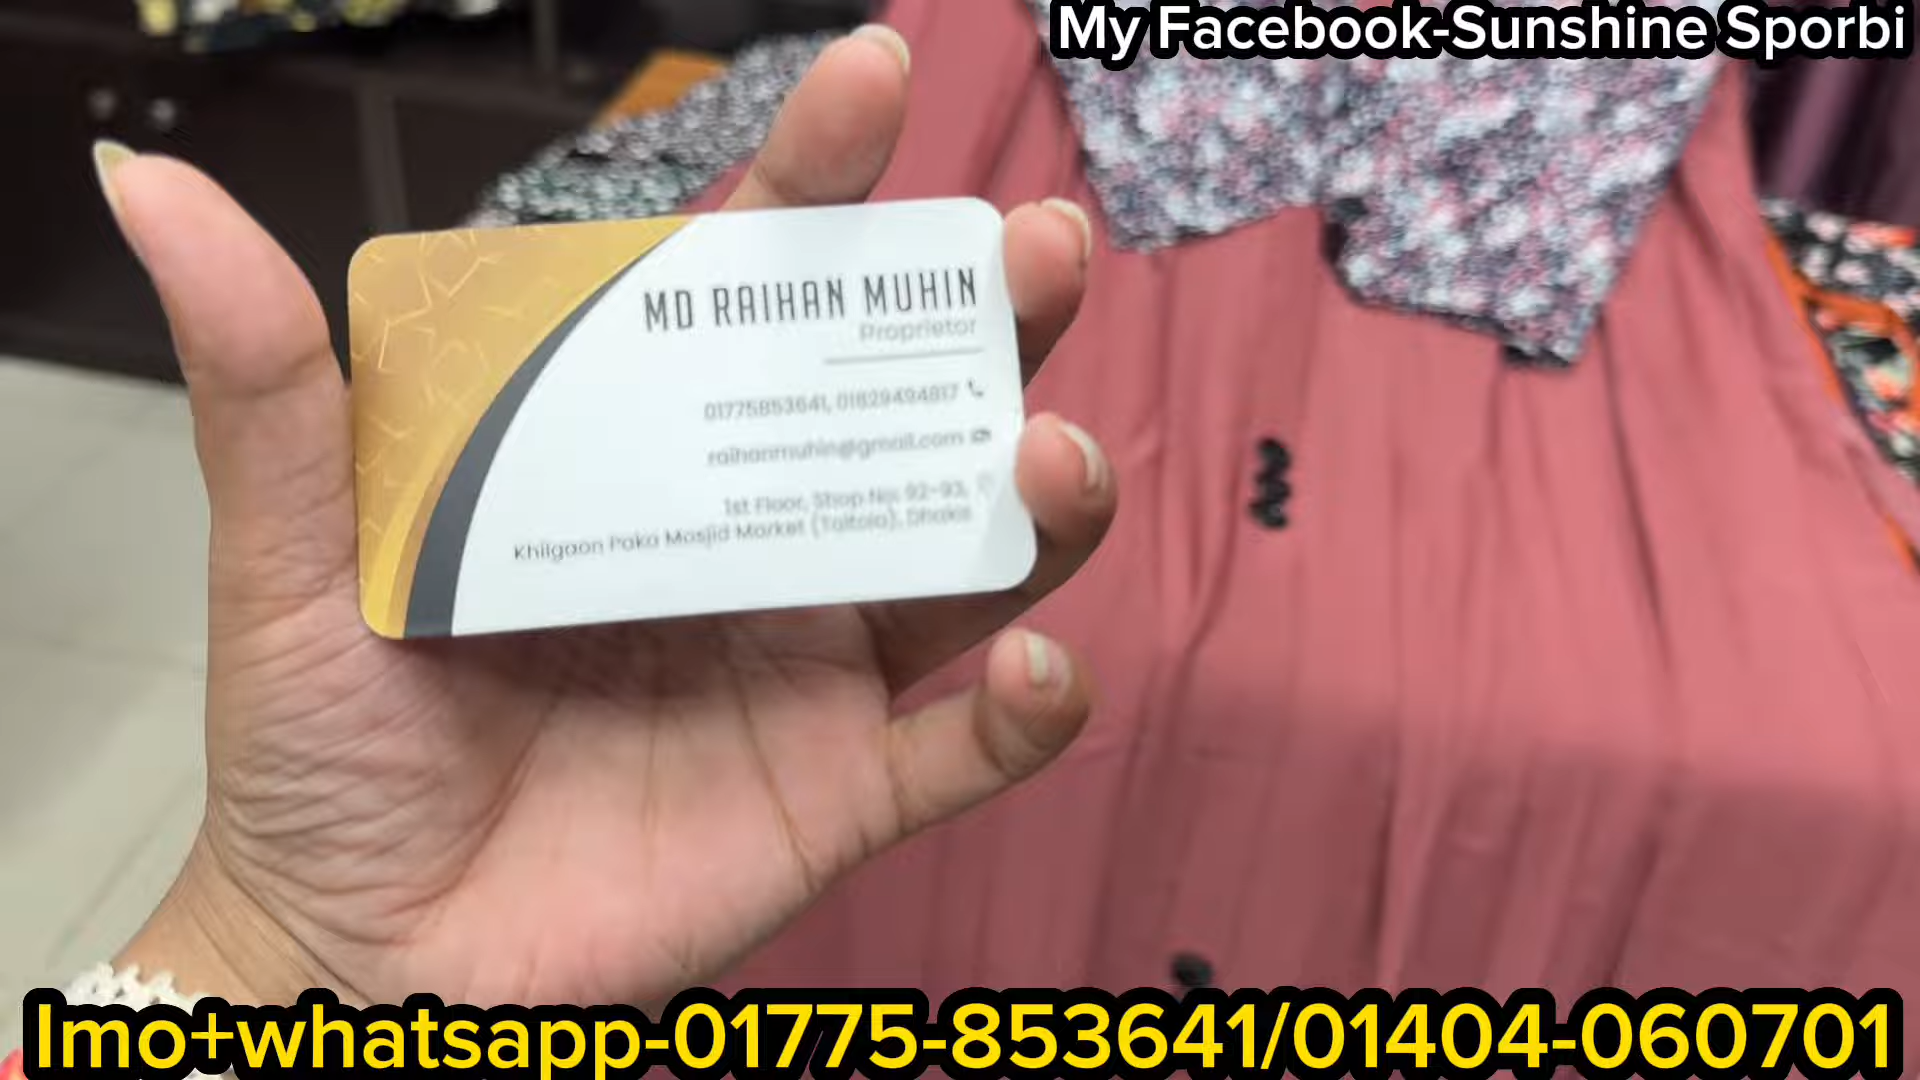 My Facebook-Sunshine Sporbi
MD RAIHAN MUHIN
Proprietor
01775853641, 01829494817
raihanmuhin@gmail.com
1st Floor, Shop No: 92-93,
Khilgaon Paka Masjid Market (Taltola), Dhaka
Imo+whatsapp-01775-853641/01404-060701